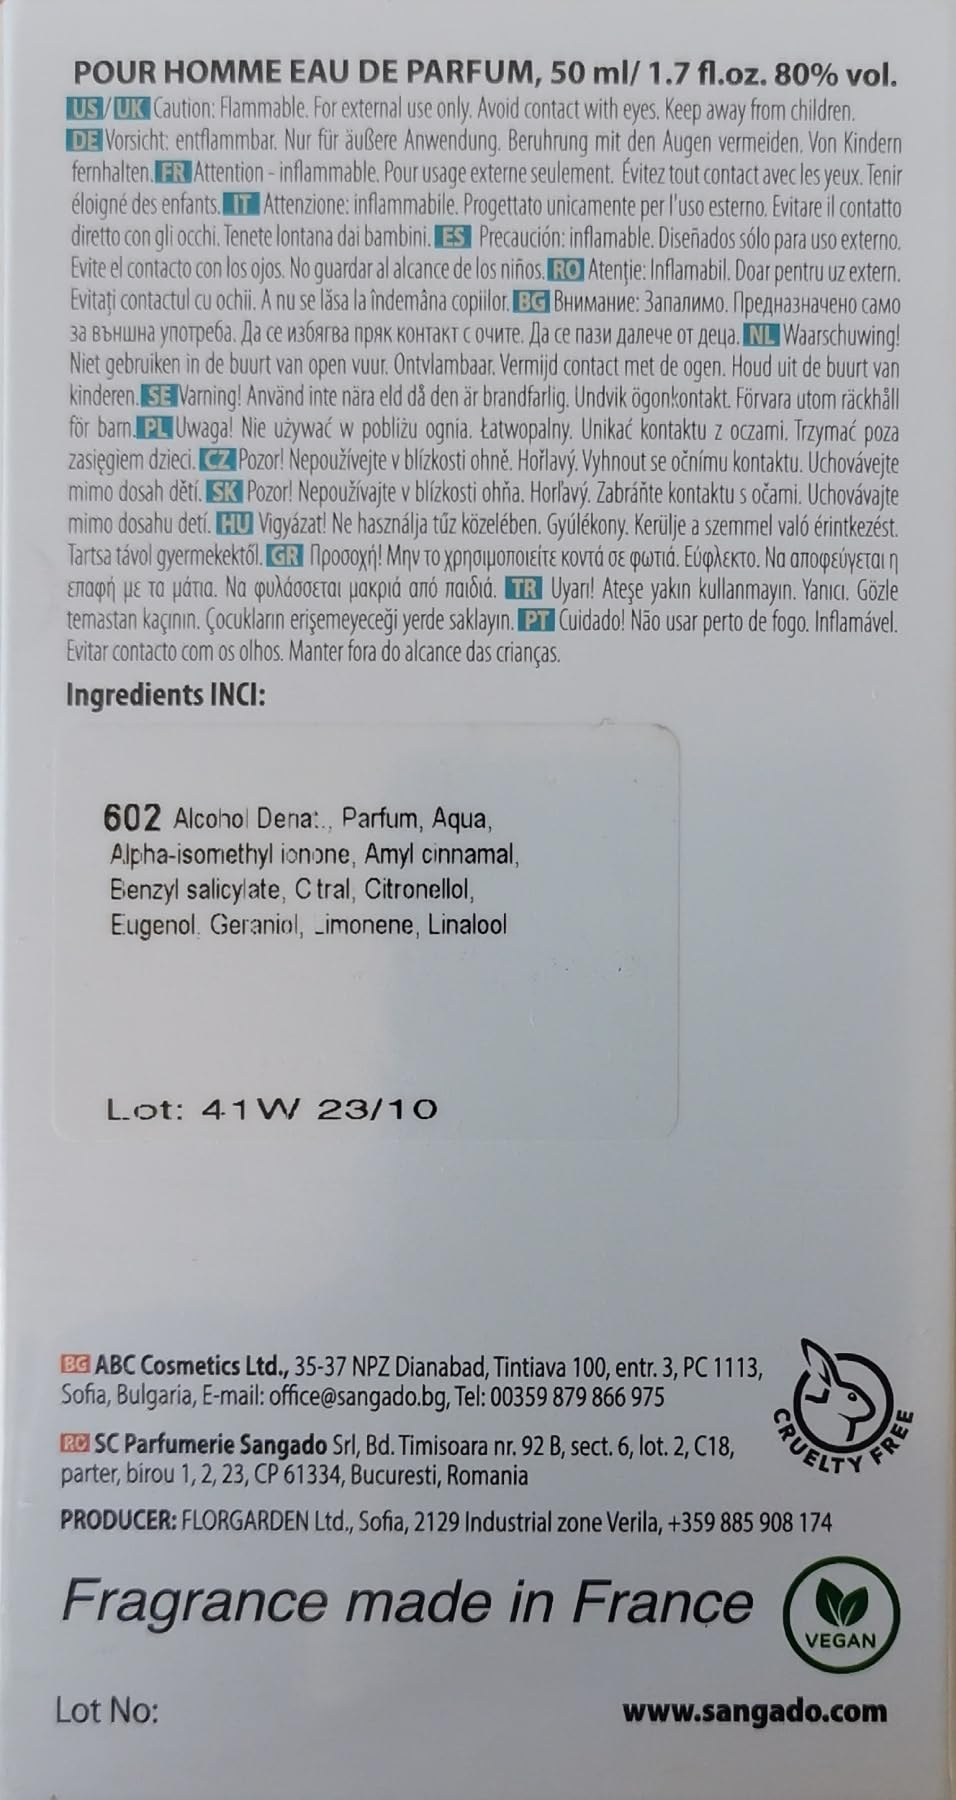 POUR HOMME EAU DE PARFUM, 50 ml/ 1.7 fl.oz. 80% vol.
US/UK Caution: Flammable. For external use only. Avoid contact with eyes. Keep away from children.
DE Vorsicht: entflammbar. Nur für äußere Anwendung. Beruhrung mit den Augen vermeiden. Von Kindern
fernhalten. FR Attention - inflammable. Pour usage externe seulement. Évitez tout contact avec les yeux. Tenir
éloigné des enfants. IT Attenzione: inflammabile. Progettato unicamente per l'uso esterno. Evitare il contatto
diretto con gli occhi. Tenete lontana dai bambini. ES Precaución: inflamable. Diseñados sólo para uso externo.
Evite el contacto con los ojos. No guardar al alcance de los niños. RO Atenție: Inflamabil. Doar pentru uz extern.
Evitați contactul cu ochii. A nu se lăsa la îndemâna copiilor. BG Внимание: Запалимо. Предназначено само
за външна употреба. Да се избягва пряк контакт с очите. Да се пази далече от деца. NL Waarschuwing!
Niet gebruiken in de buurt van open vuur. Ontvlambaar. Vermijd contact met de ogen. Houd uit de buurt van
kinderen. SE Varning! Använd inte nära eld då den är brandfarlig. Undvik ögonkontakt. Förvara utom räckhåll
för barn. PL Uwaga! Nie używać w pobliżu ognia. Łatwopalny. Unikać kontaktu z oczami. Trzymać poza
zasięgiem dzieci. CZ Pozor! Nepoužívejte v blízkosti ohně. Hořlavý. Vyhnout se očnímu kontaktu. Uchovávejte
mimo dosah dětí. SK Pozor! Nepoužívajte v blízkosti ohňa. Horľavý. Zabráňte kontaktu s očami. Uchovávajte
mimo dosahu detí. HU Vigyázat! Ne használja tűz közelében. Gyúlékony. Kerülje a szemmel való érintkezést.
Tartsa távol gyermekektől. GR Προσοχή! Μην το χρησιμοποιείτε κοντά σε φωτιά. Εύφλεκτο. Να αποφεύγεται η
επαφή με τα μάτια. Να φυλάσσεται μακριά από παιδιά. TR Uyarı! Ateşe yakın kullanmayın. Yanıcı. Gözle
temastan kaçının. Çocukların erişemeyeceği yerde saklayın. PT Cuidado! Não usar perto de fogo. Inflamável.
Evitar contacto com os olhos. Manter fora do alcance das crianças.
Ingredients INCI:
602 Alcohol Denat., Parfum, Aqua,
Alpha-isomethyl ionone, Amyl cinnamal,
Benzyl salicylate, Citral, Citronellol,
Eugenol, Geraniol, Limonene, Linalool
Lot: 41W 23/10
BG ABC Cosmetics Ltd., 35-37 NPZ Dianabad, Tintiava 100, entr. 3, PC 1113,
Sofia, Bulgaria, E-mail: office@sangado.bg, Tel: 00359 879 866 975
RO SC Parfumerie Sangado Srl, Bd. Timisoara nr. 92 B, sect. 6, lot. 2, C18,
parter, birou 1, 2, 23, CP 61334, Bucuresti, Romania
CRUELTY FREE
PRODUCER: FLORGARDEN Ltd., Sofia, 2129 Industrial zone Verila, +359 885 908 174
Fragrance made in France
VEGAN
Lot No:
www.sangado.com